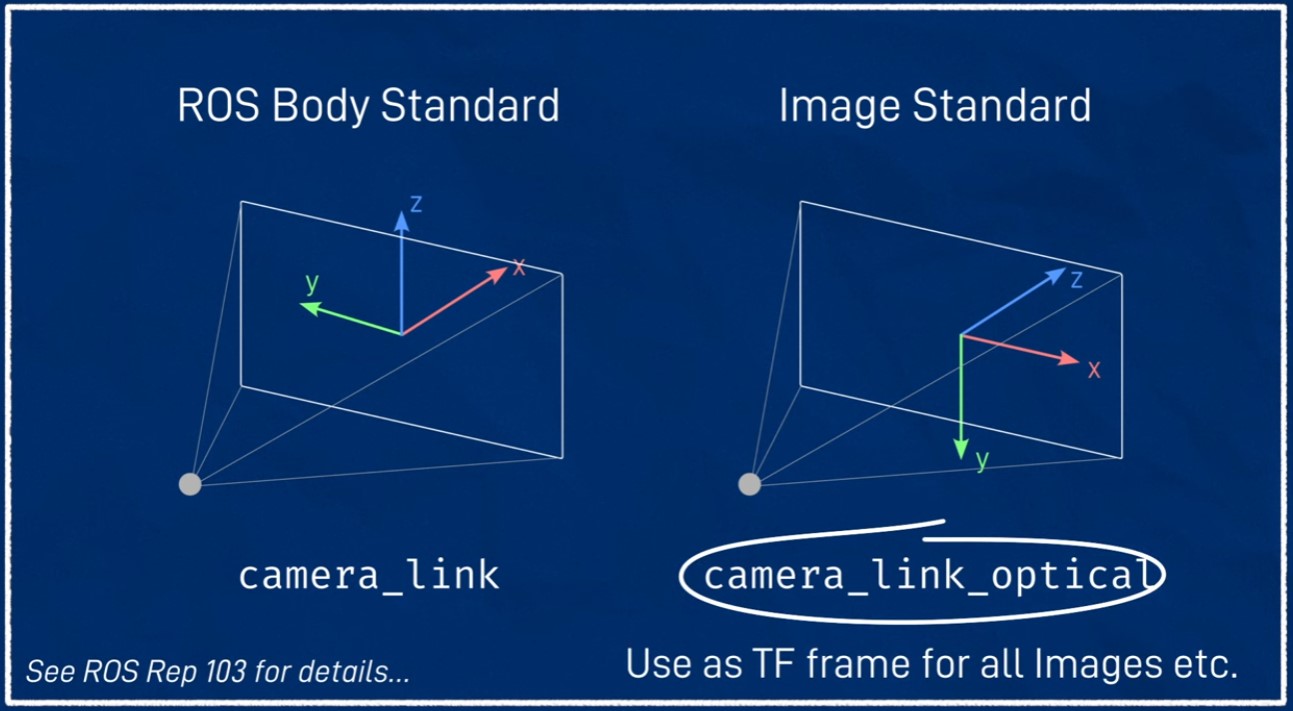 ROS Body Standard
z
x
y
camera_link
See ROS Rep 103 for details...
Image Standard
z
x
y
camera_link_optical
Use as TF frame for all Images etc.